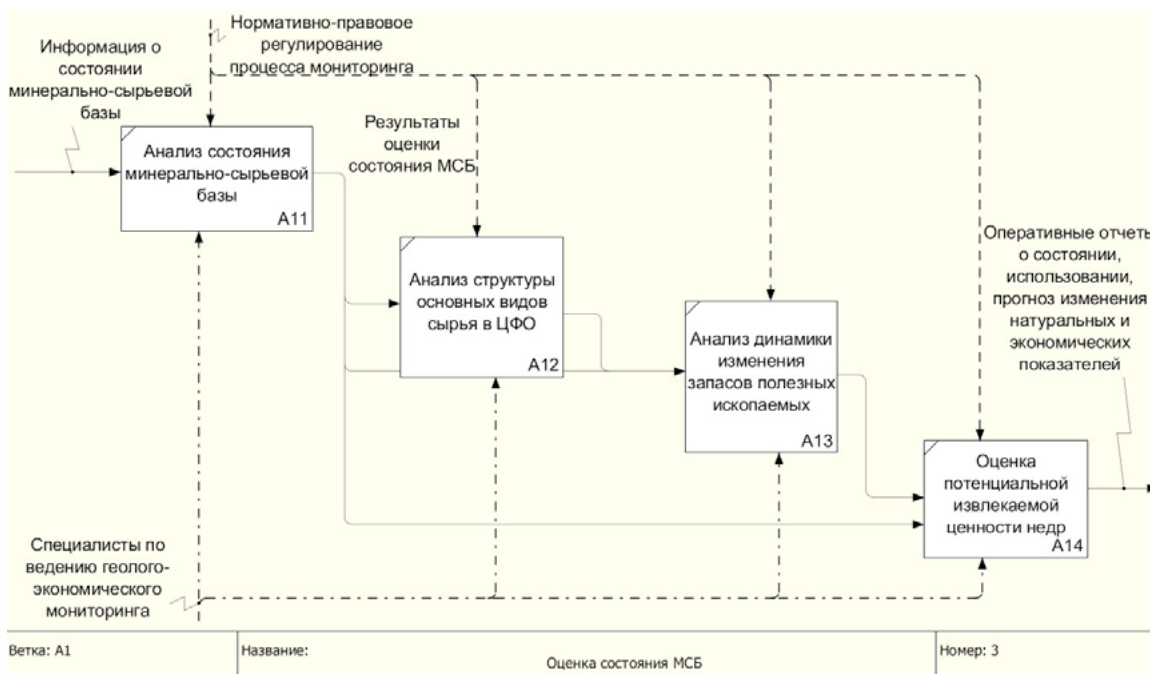 Информация о
состоянии
минерально-сырьевой
базы
Нормативно-правовое
регулирование
процесса мониторинга
Анализ состояния
минерально-сырьевой
базы
A11
Результаты
оценки
состояния МСБ
Анализ структуры
основных видов
сырья в ЦФО
A12
Анализ динамики
изменения
запасов полезных
ископаемых
A13
Оперативные отчеты
о состоянии,
использовании,
прогноз изменения
натуральных и
экономических
показателей
Оценка
потенциальной
извлекаемой
ценности недр
A14
Специалисты по
ведению геолого-
экономического
мониторинга
Ветка: A1
Название:
Оценка состояния МСБ
Номер: 3